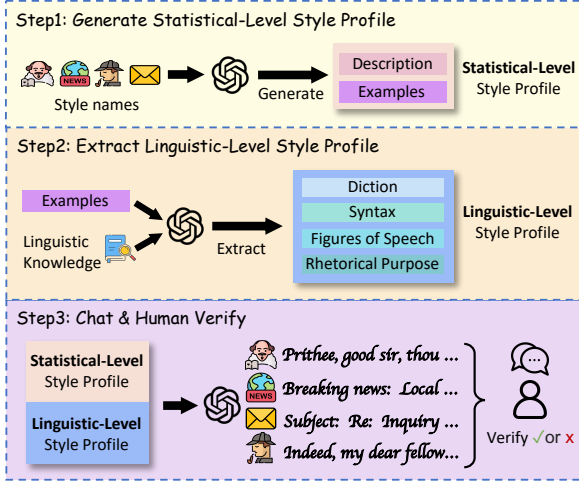 Step1: Generate Statistical-Level Style Profile
NEWS
Style names
Generate
Description
Examples
Statistical-Level
Style Profile
Step2: Extract Linguistic-Level Style Profile
Examples
Linguistic
Knowledge
Extract
Diction
Syntax
Figures of Speech
Rhetorical Purpose
Linguistic-Level
Style Profile
Step3: Chat & Human Verify
Statistical-Level
Style Profile
Linguistic-Level
Style Profile
Prithee, good sir, thou ...
NEWS
Breaking news: Local ...
Subject: Re: Inquiry ...
Indeed, my dear fellow...
Verify ✓or x